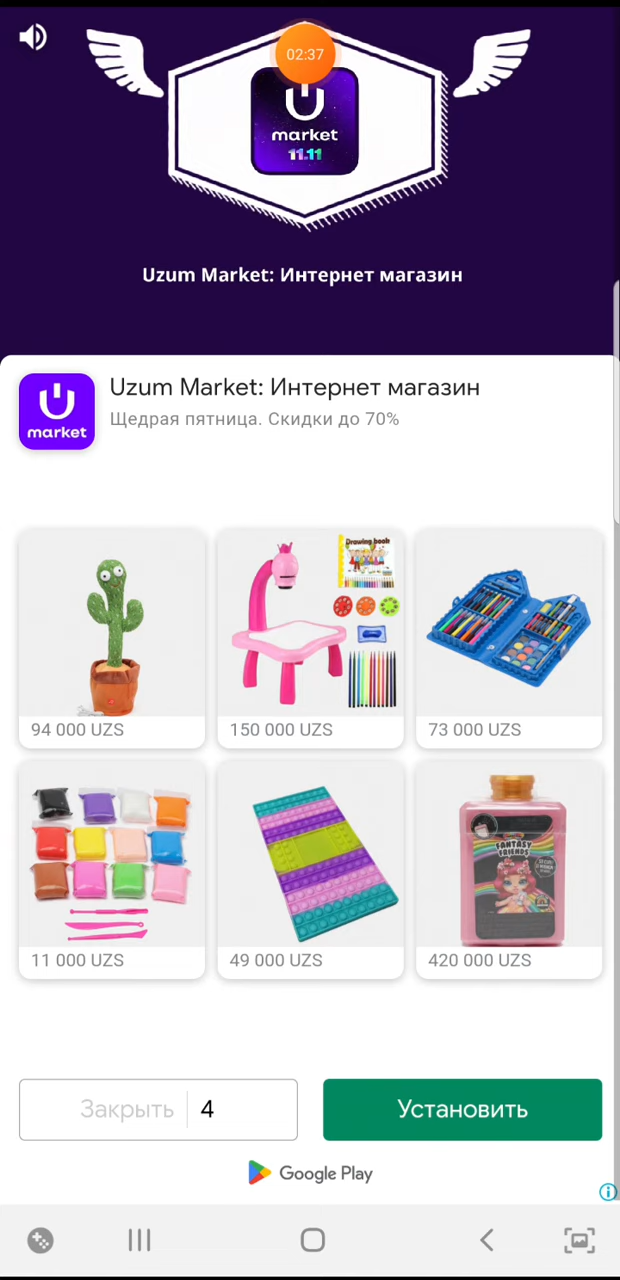 02:37
market
11.11
Uzum Market: Интернет магазин
Uzum Market: Интернет магазин
Щедрая пятница. Скидки до 70%
market
Drawing book
94 000 UZS
150 000 UZS
73 000 UZS
FANTASY
FRIENDS
11 000 UZS
49 000 UZS
420 000 UZS
Закрыть 4
Установить
Google Play